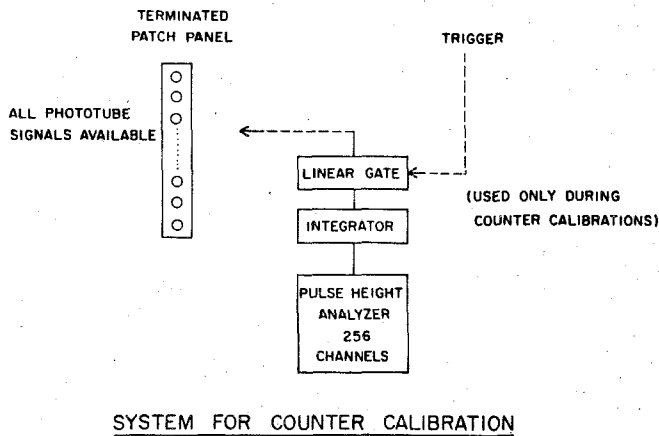 TERMINATED
PATCH PANEL
TRIGGER
ALL PHOTOTUBE
SIGNALS AVAILABLE
LINEAR GATE
(USED ONLY DURING
COUNTER CALIBRATIONS)
INTEGRATOR
PULSE HEIGHT
ANALYZER
256
CHANNELS
SYSTEM FOR COUNTER CALIBRATION